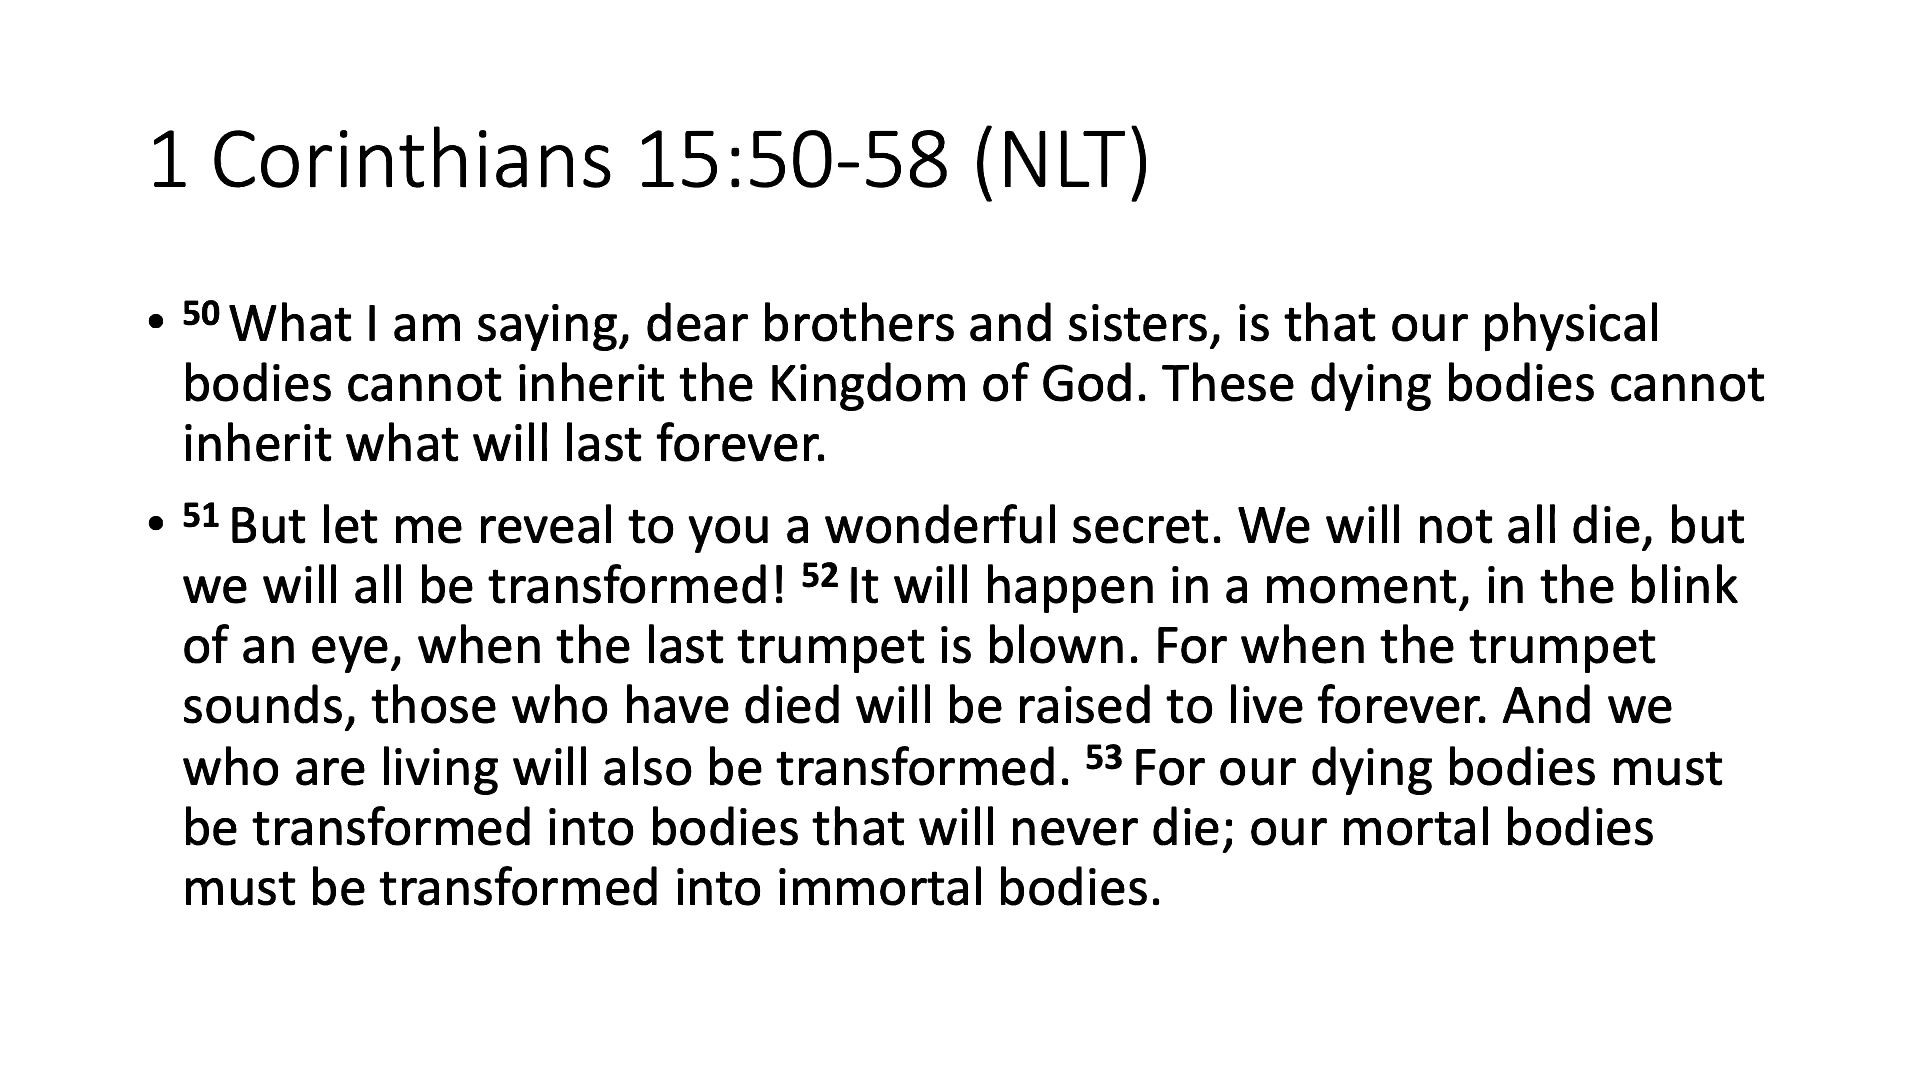 1 Corinthians 15:50-58 (NLT)
• 50 What I am saying, dear brothers and sisters, is that our physical
bodies cannot inherit the Kingdom of God. These dying bodies cannot
inherit what will last forever.
• 51 But let me reveal to you a wonderful secret. We will not all die, but
we will all be transformed! 52 It will happen in a moment, in the blink
of an eye, when the last trumpet is blown. For when the trumpet
sounds, those who have died will be raised to live forever. And we
who are living will also be transformed. 53 For our dying bodies must
be transformed into bodies that will never die; our mortal bodies
must be transformed into immortal bodies.